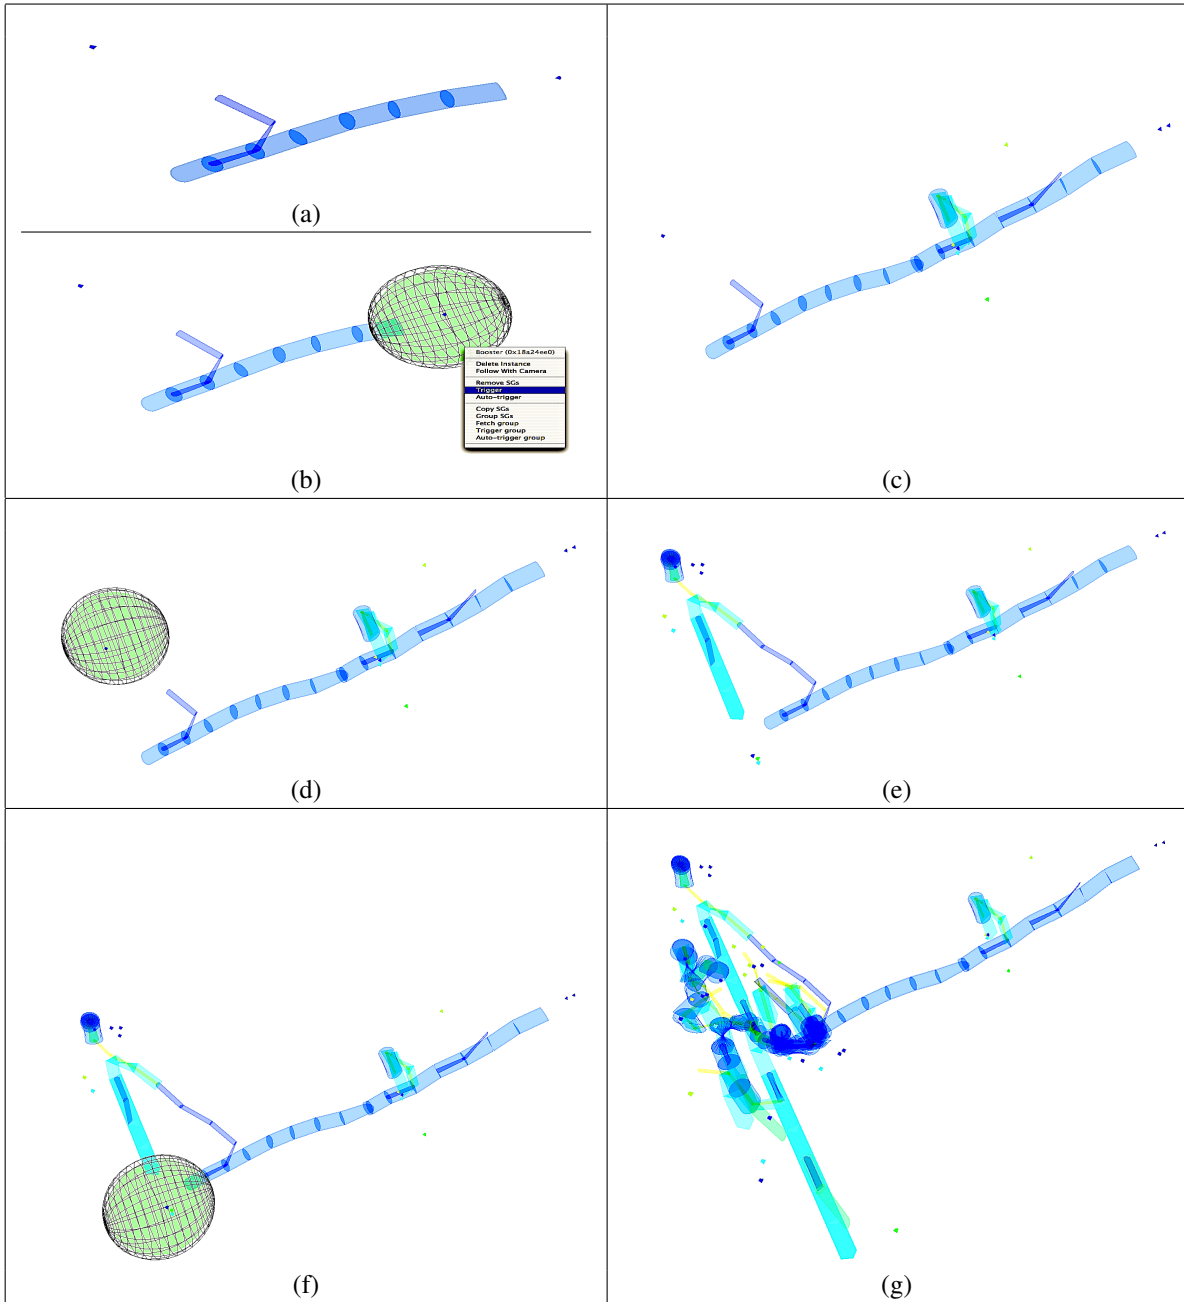 (a)
Booster (0x18a24ee0)
Delete Instance
Follow With Camera
Remove SGs
Trigger
Auto-trigger
Copy SGs
Group SGs
Fetch group
Trigger group
Auto-trigger group
(b)
(c)
(d)
(e)
(f)
(g)